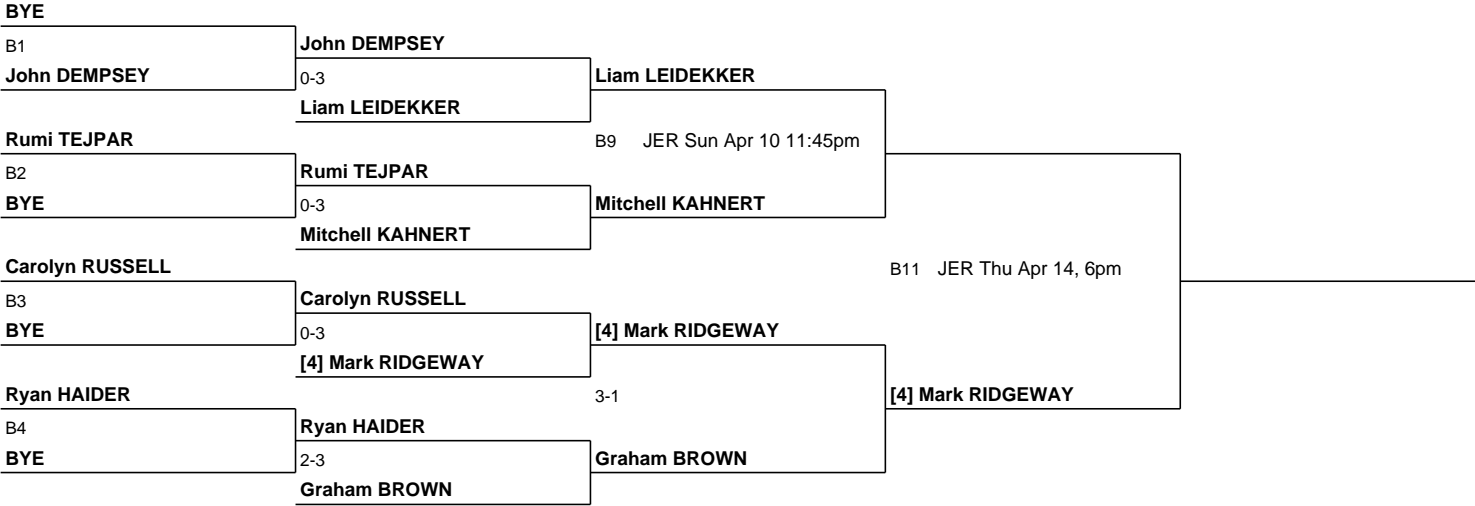 BYE
B1
John DEMPSEY
John DEMPSEY
0-3
Liam LEIDEKKER
Liam LEIDEKKER
Rumi TEJPAR
B2
BYE
Rumi TEJPAR
0-3
Mitchell KAHNERT
B9 JER Sun Apr 10 11:45pm
Mitchell KAHNERT
Carolyn RUSSELL
B3
BYE
Carolyn RUSSELL
0-3
[4] Mark RIDGEWAY
[4] Mark RIDGEWAY
Ryan HAIDER
B4
BYE
Ryan HAIDER
2-3
Graham BROWN
3-1
Graham BROWN
B11 JER Thu Apr 14, 6pm
[4] Mark RIDGEWAY